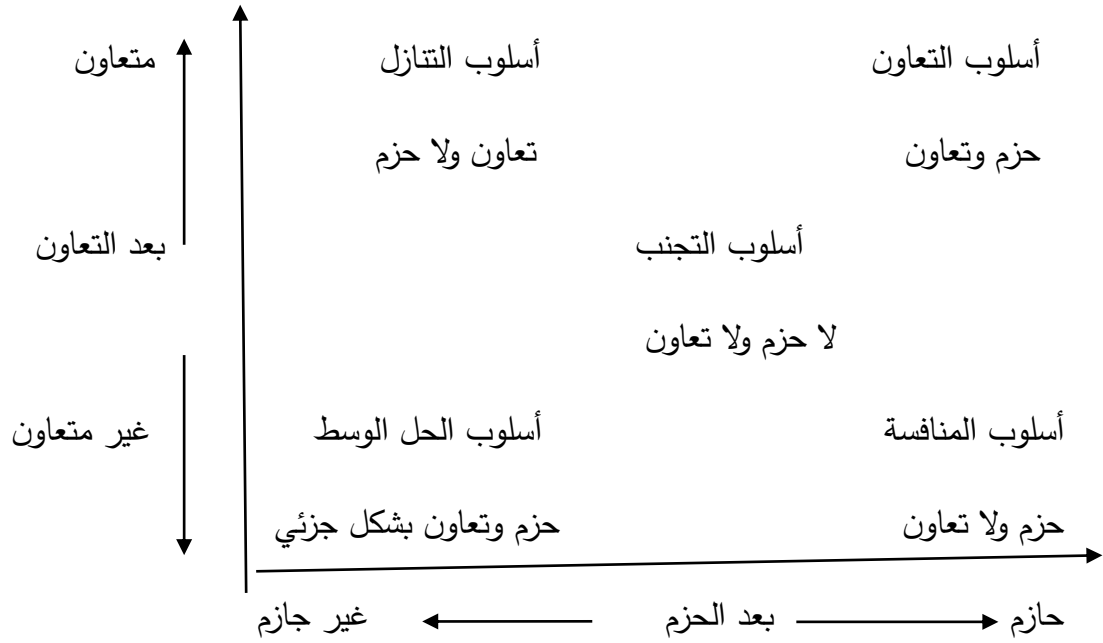 أسلوب التعاون
أسلوب التنازل
متعاون
حزم وتعاون
تعاون ولا حزم
أسلوب التجنب
بعد التعاون
لا حزم ولا تعاون
أسلوب المنافسة
أسلوب الحل الوسط
غير متعاون
حزم ولا تعاون
حزم وتعاون بشكل جزئي
حازم
بعد الحزم
غير جازم